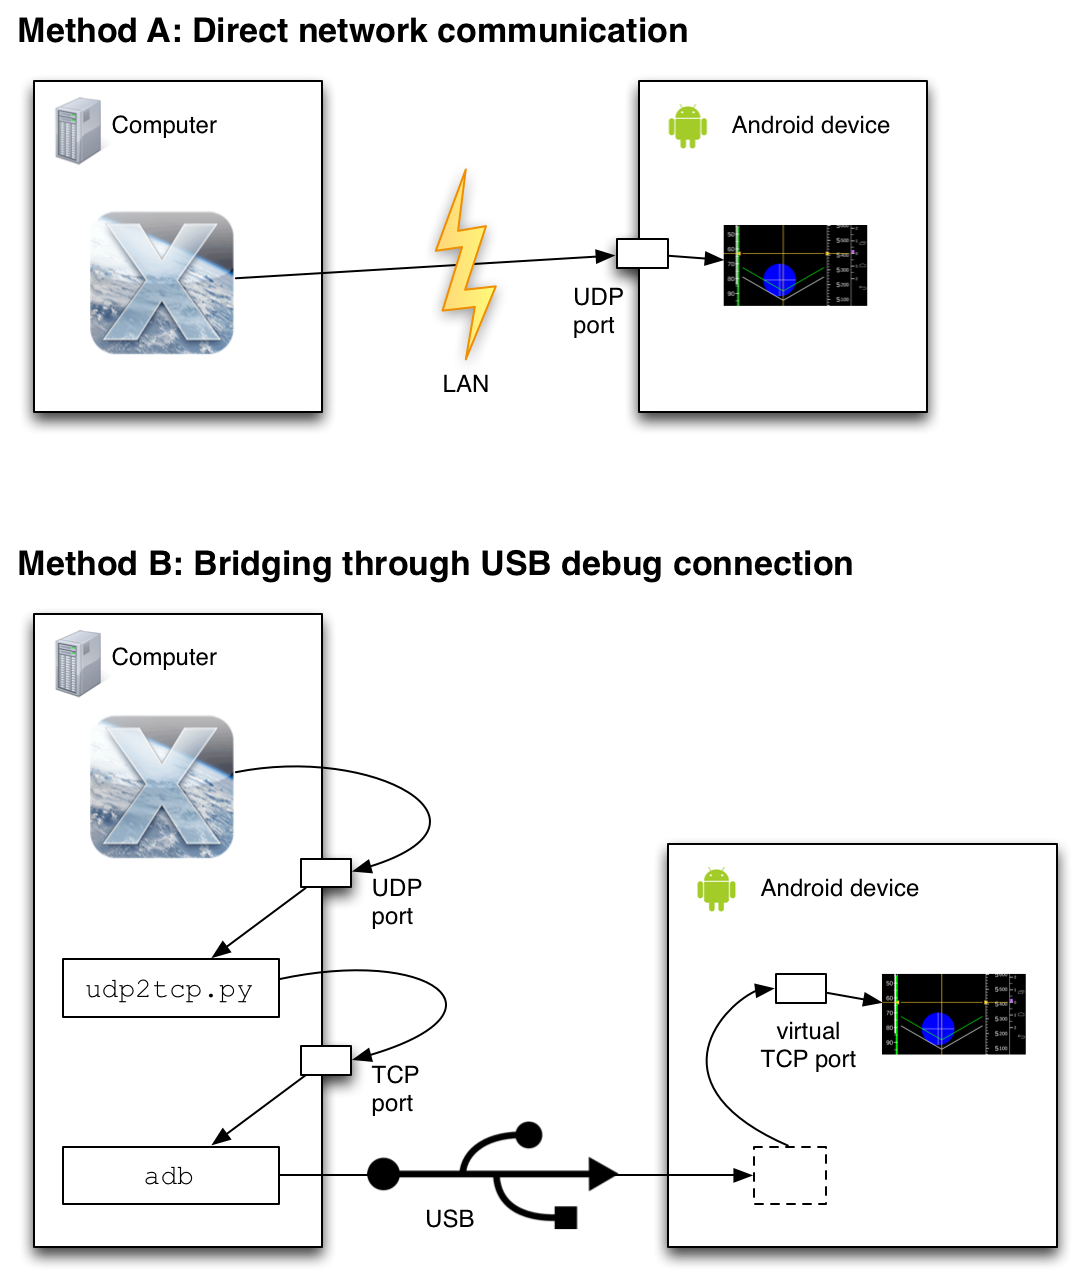 Method A: Direct network communication
Computer
Android device
UDP
port
LAN
Method B: Bridging through USB debug connection
Computer
UDP
port
Android device
udp2tcp.py
virtual
TCP port
TCP
port
adb
USB